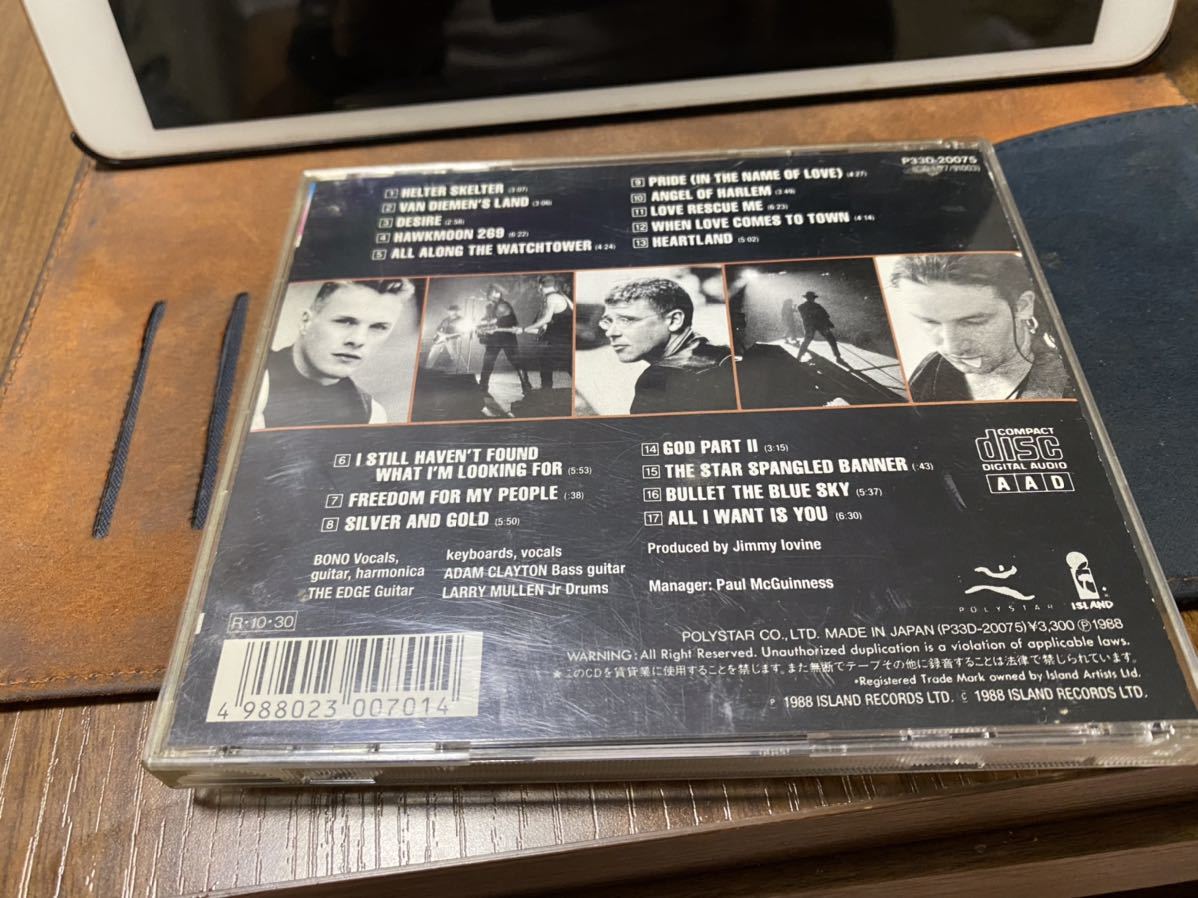 P33D-20075
1 HELTER SKELTER (3:07)
2 VAN DIEMEN'S LAND (3:06)
3 DESIRE (2:58)
4 HAWKMOON 269 (6:22)
5 ALL ALONG THE WATCHTOWER (4:24)
9 PRIDE (IN THE NAME OF LOVE) (4:27)
10 ANGEL OF HARLEM (3:49)
11 LOVE RESCUE ME (6:23)
12 WHEN LOVE COMES TO TOWN (4:14)
13 HEARTLAND (5:02)
6 I STILL HAVEN'T FOUND
WHAT I'M LOOKING FOR (5:53)
7 FREEDOM FOR MY PEOPLE (:38)
8 SILVER AND GOLD (5:50)
14 GOD PART II (3:15)
15 THE STAR SPANGLED BANNER (:43)
16 BULLET THE BLUE SKY (5:37)
17 ALL I WANT IS YOU (6:30)
COMPACT
disc
DIGITAL AUDIO
A A D
BONO Vocals,
guitar, harmonica
THE EDGE Guitar
keyboards, vocals
ADAM CLAYTON Bass guitar
LARRY MULLEN Jr Drums
Produced by Jimmy Iovine
Manager: Paul McGuinness
POLYSTAR
ISLAND
R・10・30
4 988023 007014
POLYSTAR CO., LTD. MADE IN JAPAN (P33D-20075) ¥3,300 Ⓟ 1988
WARNING: All Right Reserved. Unauthorized duplication is a violation of applicable laws.
★このCDを賃貸業に使用することを禁じます。また無断でテープその他に録音することは法律で禁じられています。
*Registered Trade Mark owned by Island Artists Ltd.
℗ 1988 ISLAND RECORDS LTD. © 1988 ISLAND RECORDS LTD.